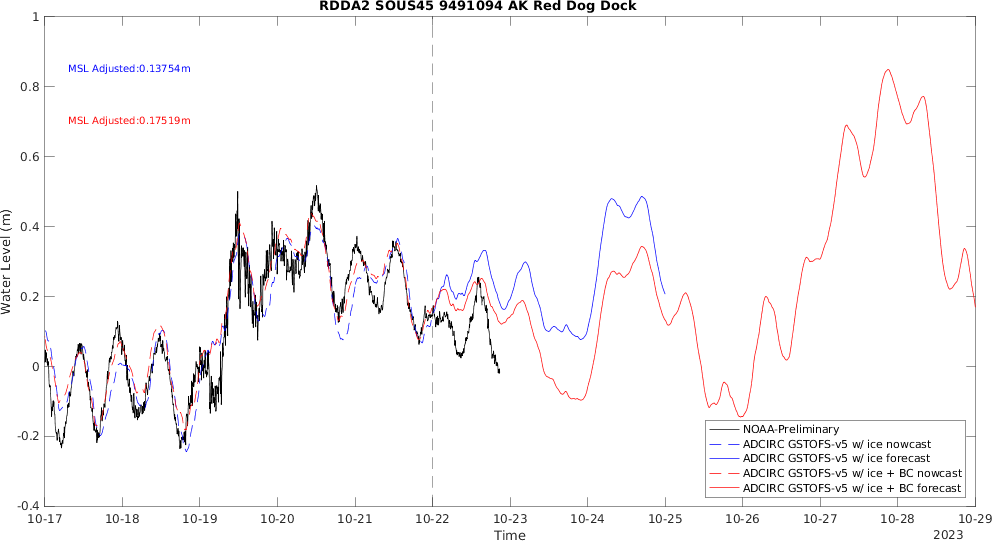 RDDA2 SOUS45 9491094 AK Red Dog Dock
MSL Adjusted:0.13754m
MSL Adjusted:0.17519m
Water Level (m)
1
0.8
0.6
0.4
0.2
0
-0.2
-0.4
NOAA-Preliminary
ADCIRC GSTOFS-v5 w/ ice nowcast
ADCIRC GSTOFS-v5 w/ ice forecast
ADCIRC GSTOFS-v5 w/ ice + BC nowcast
ADCIRC GSTOFS-v5 w/ ice + BC forecast
10-17 10-18 10-19 10-20 10-21 10-22 10-23 10-24 10-25 10-26 10-27 10-28 10-29
Time
2023